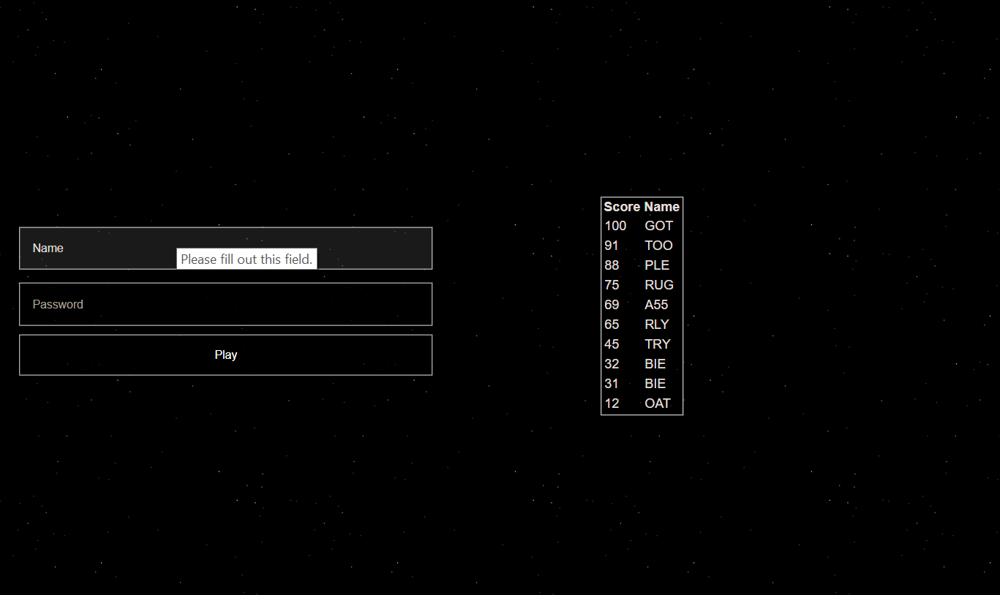 Name
Please fill out this field.
Password
Play
Score Name
100 GOT
91 TOO
88 PLE
75 RUG
69 A55
65 RLY
45 TRY
32 BIE
31 BIE
12 OAT